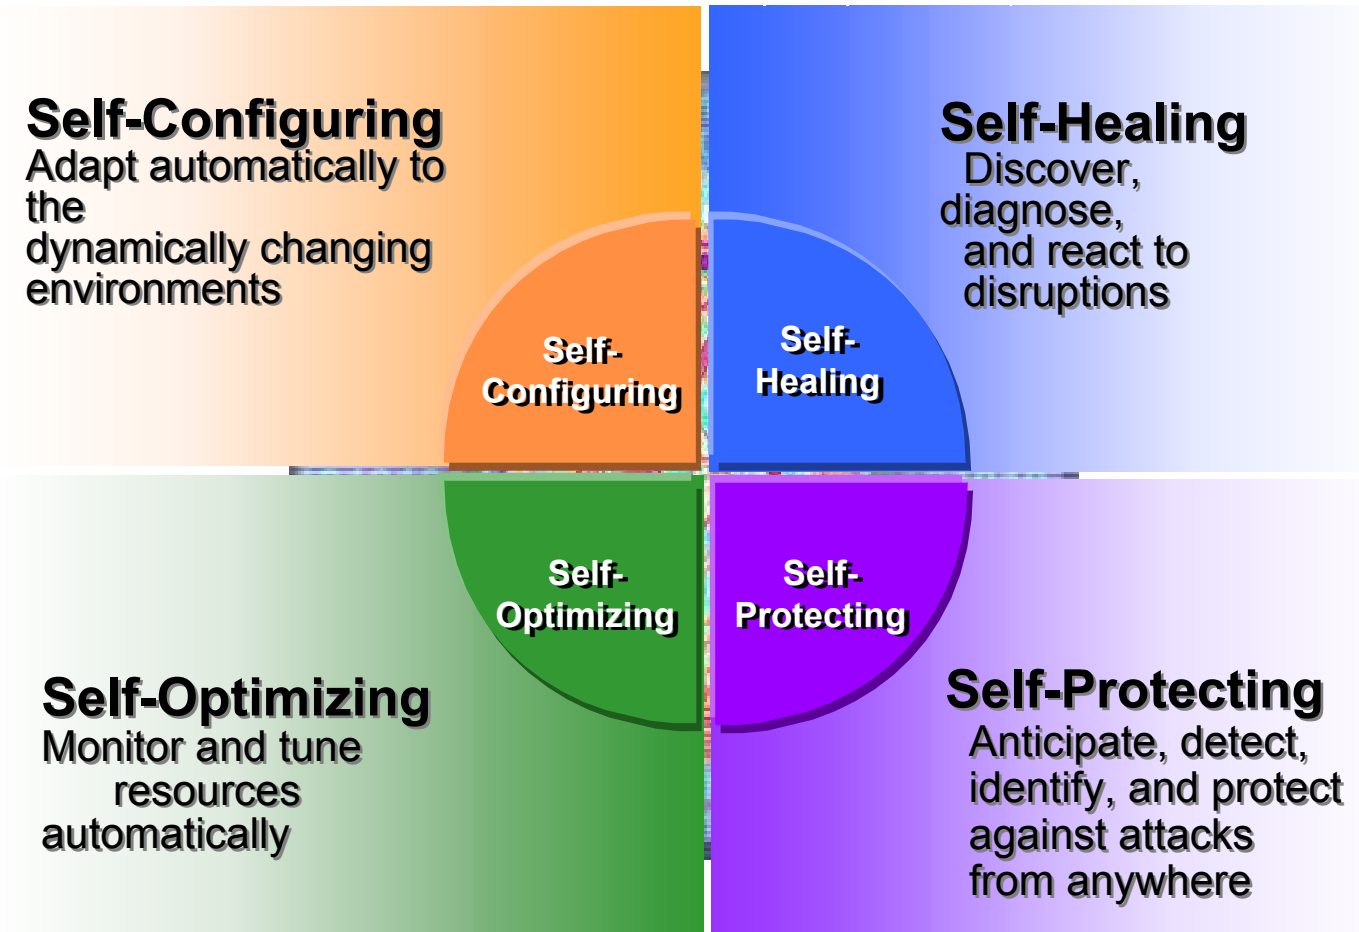 Self-Configuring
Adapt automatically to
the
dynamically changing
environments
Self-Healing
Discover,
diagnose,
and react to
disruptions
Self-
Configuring
Self-
Healing
Self-
Optimizing
Self-
Protecting
Self-Optimizing
Monitor and tune
resources
automatically
Self-Protecting
Anticipate, detect,
identify, and protect
against attacks
from anywhere